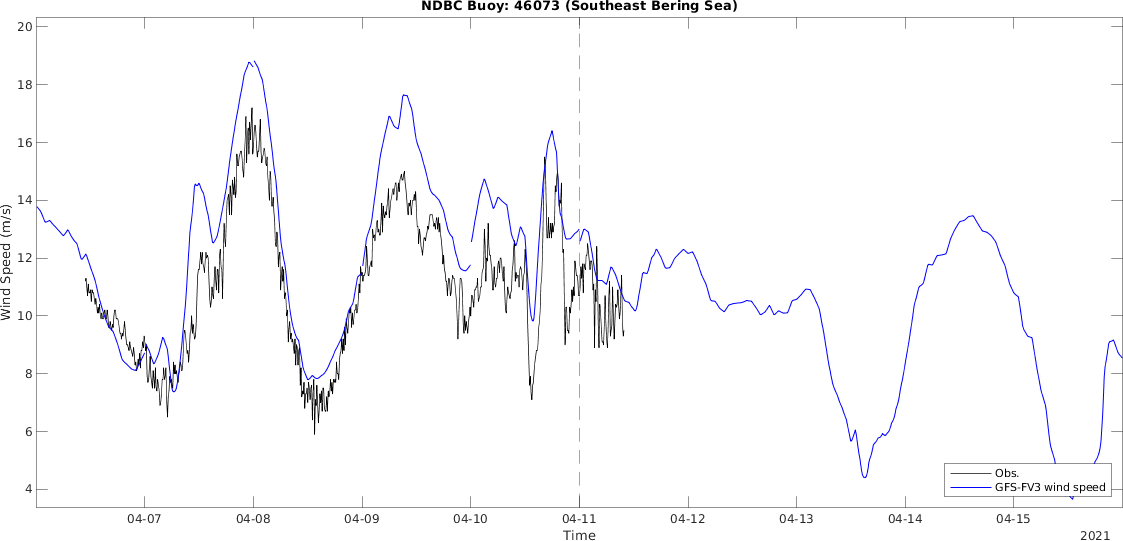 NDBC Buoy: 46073 (Southeast Bering Sea)
20
18
16
14
12
10
8
6
4
Wind Speed (m/s)
04-07 04-08 04-09 04-10 04-11 04-12 04-13 04-14 04-15
Time
2021
Obs.
GFS-FV3 wind speed